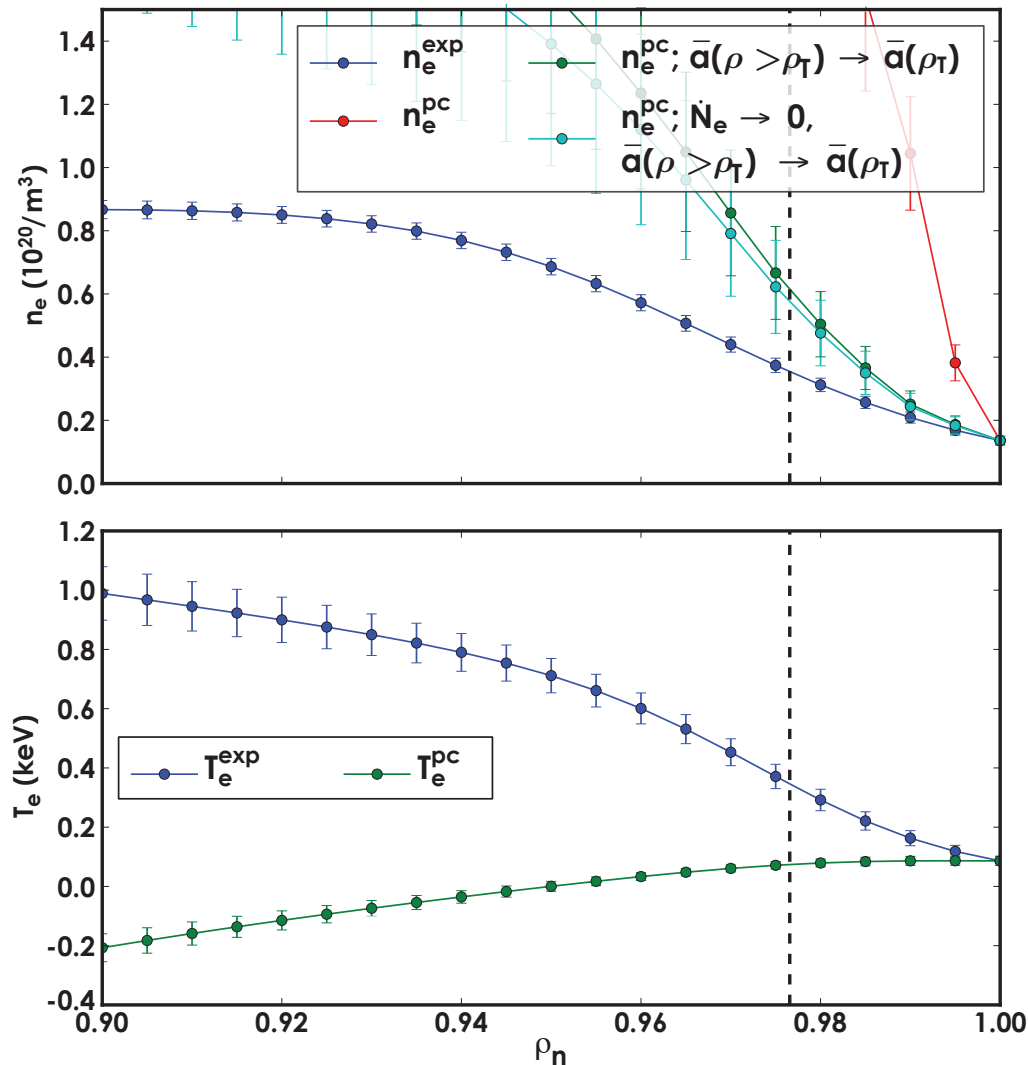 1.4
1.2
1.0
0.8
0.6
0.4
0.2
0.0
n_e (10^20/m^3)
n_e^exp
n_e^pc
n_e^pc; a̅(ρ >ρ_T) → a̅(ρ_T)
n_e^pc; Ṅ_e → 0,
a̅(ρ >ρ_T) → a̅(ρ_T)
1.2
1.0
0.8
0.6
0.4
0.2
0.0
-0.2
-0.4
T_e (keV)
T_e^exp
T_e^pc
0.90 0.92 0.94 0.96 0.98 1.00
ρ_n